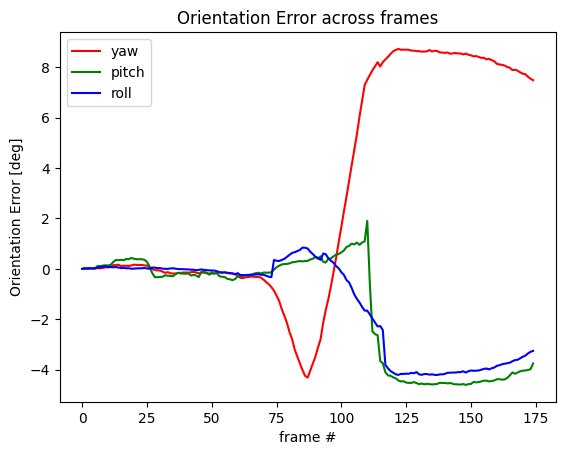 Orientation Error across frames
yaw
pitch
roll
Orientation Error [deg]
8
6
4
2
0
−2
−4
0 25 50 75 100 125 150 175
frame #